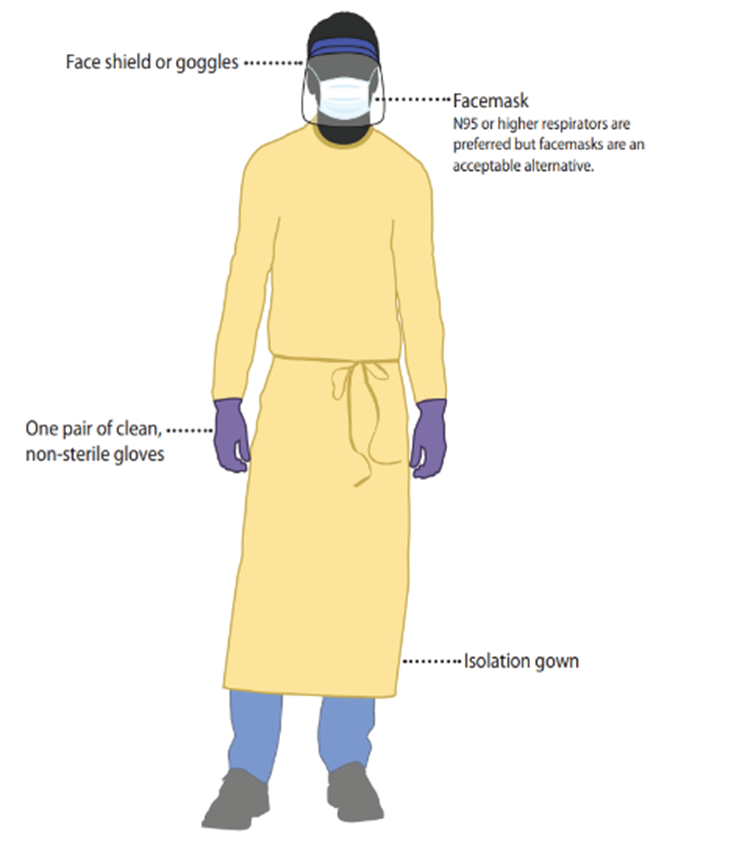 Face shield or goggles
Facemask
N95 or higher respirators are
preferred but facemasks are an
acceptable alternative.
One pair of clean,
non-sterile gloves
Isolation gown